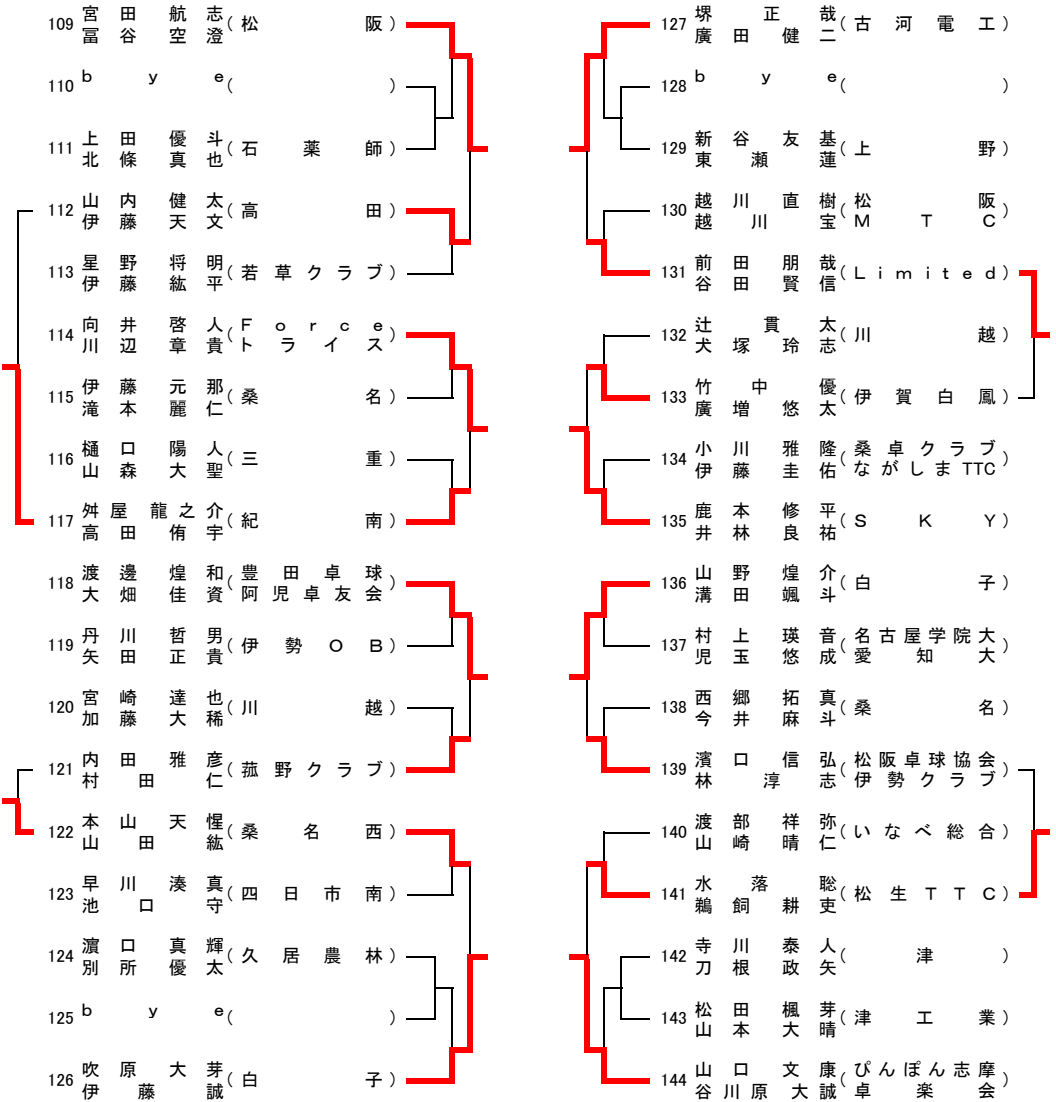 109 宮田航志 (松阪)
冨谷空澄
110 bye ( )
111 上田優斗 (石薬師)
北條真也
112 山内健太 (高田)
伊藤天文
113 星野将明 (若草クラブ)
伊藤紘平
114 向井啓人 (Force
川辺章貴 トライス)
115 伊藤元那 (桑名)
滝本麗仁
116 樋口陽人 (三重)
山森大聖
117 舛屋龍之介 (紀南)
高田侑宇
118 渡邊煌和 (豊田卓球
大畑佳資 阿児卓友会)
119 丹川哲男 (伊勢OB)
矢田正貴
120 宮崎達也 (川越)
加藤大稀
121 内田雅彦 (菰野クラブ)
村田仁
122 本山天惺 (桑名西)
山田紘
123 早川湊真 (四日市南)
池口守
124 濵口真輝 (久居農林)
別所優太
125 bye ( )
126 吹原大芽 (白子)
伊藤誠
127 堺正哉 (古河電工)
廣田健二
128 bye ( )
129 新谷友基 (上野)
東瀬蓮
130 越川直樹 (松阪
越川宝 MTC)
131 前田朋哉 (Limited)
谷田賢信
132 辻貫太 (川越)
犬塚玲志
133 竹中優 (伊賀白鳳)
廣増悠太
134 小川雅隆 (桑卓クラブ
伊藤圭佑 ながしまTTC)
135 鹿本修平 (SKY)
井林良祐
136 山野煌介 (白子)
溝田颯斗
137 村上瑛音 (名古屋学院大
児玉悠成 愛知大)
138 西郷拓真 (桑名)
今井麻斗
139 濱口信弘 (松阪卓球協会
林淳志 伊勢クラブ)
140 渡部祥弥 (いなべ総合)
山崎晴仁
141 水落聡 (松生TTC)
鵜飼耕吏
142 寺川泰人 (津)
刀根政矢
143 松田楓芽 (津工業)
山本大晴
144 山口文康 (ぴんぽん志摩
谷川原大誠 卓楽会)